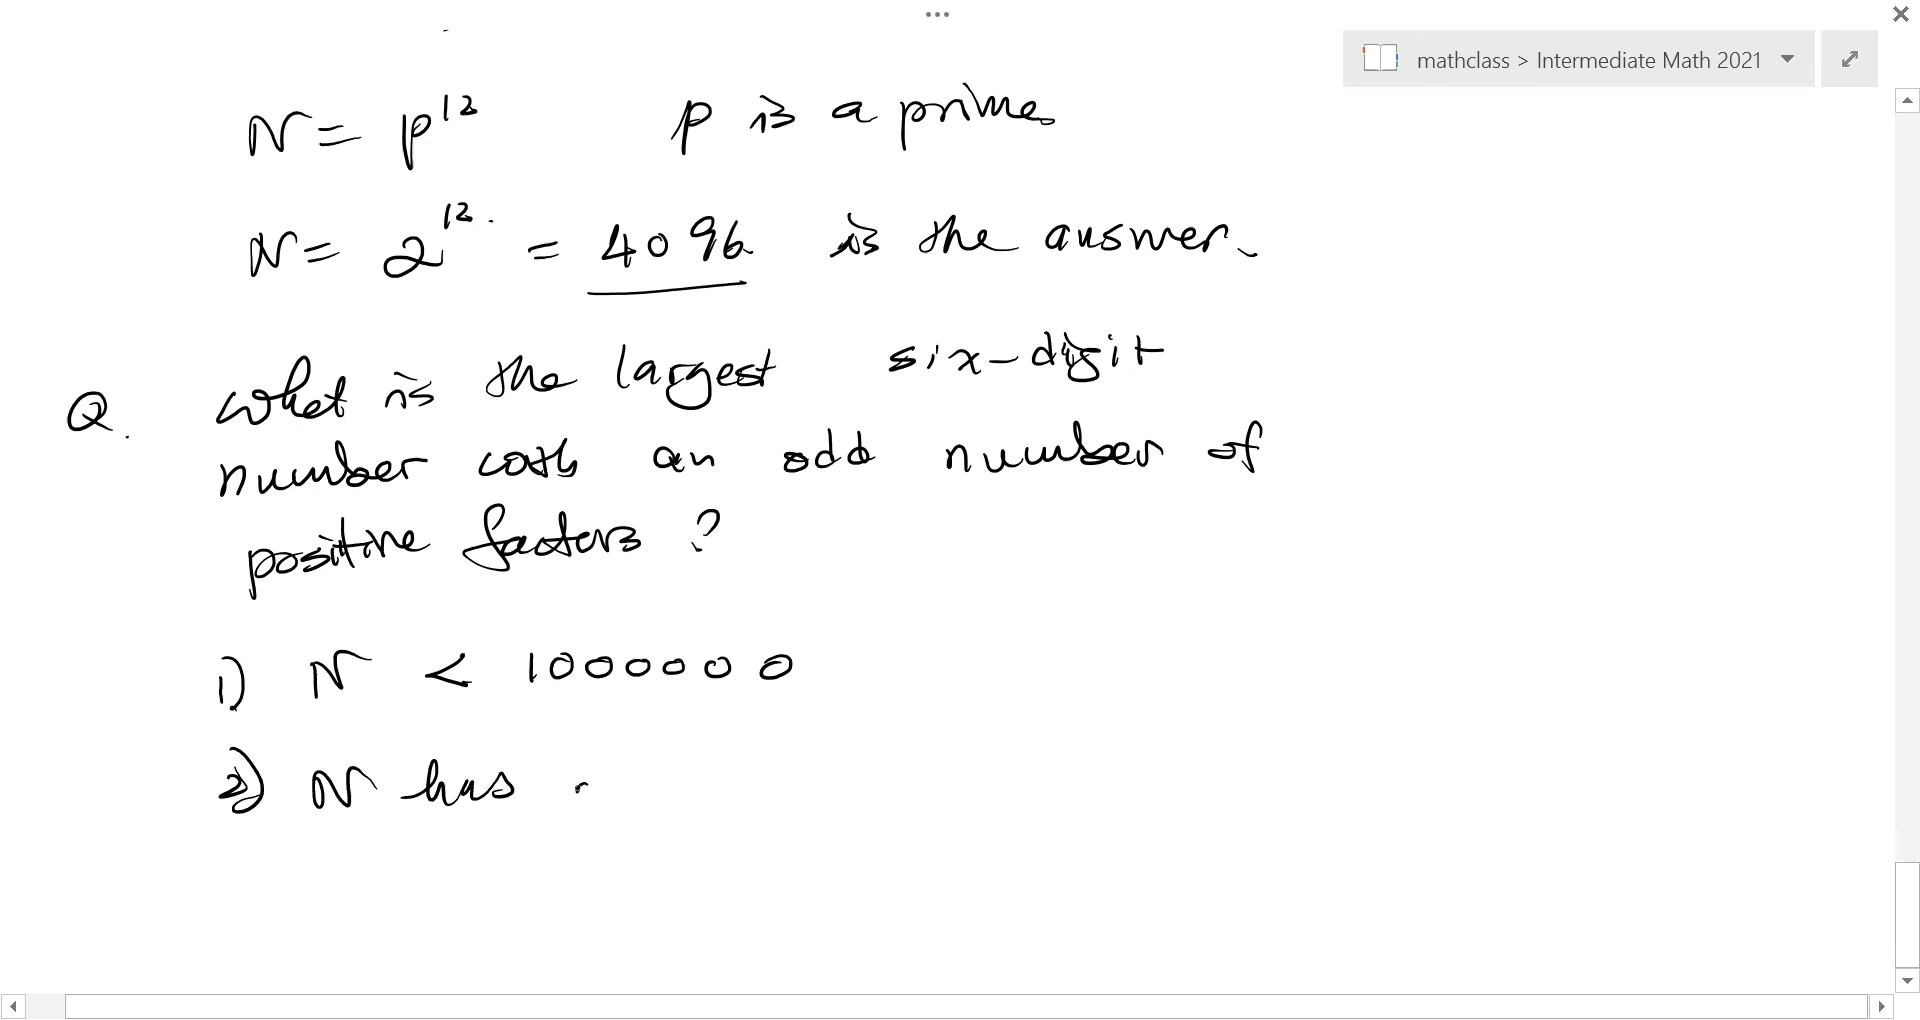 mathclass > Intermediate Math 2021
N = p^12 p is a prime
N = 2^12. = 4096 is the answer.
Q. What is the largest six-digit
number with an odd number of
positive factors ?
1) N < 1000000
2) N has